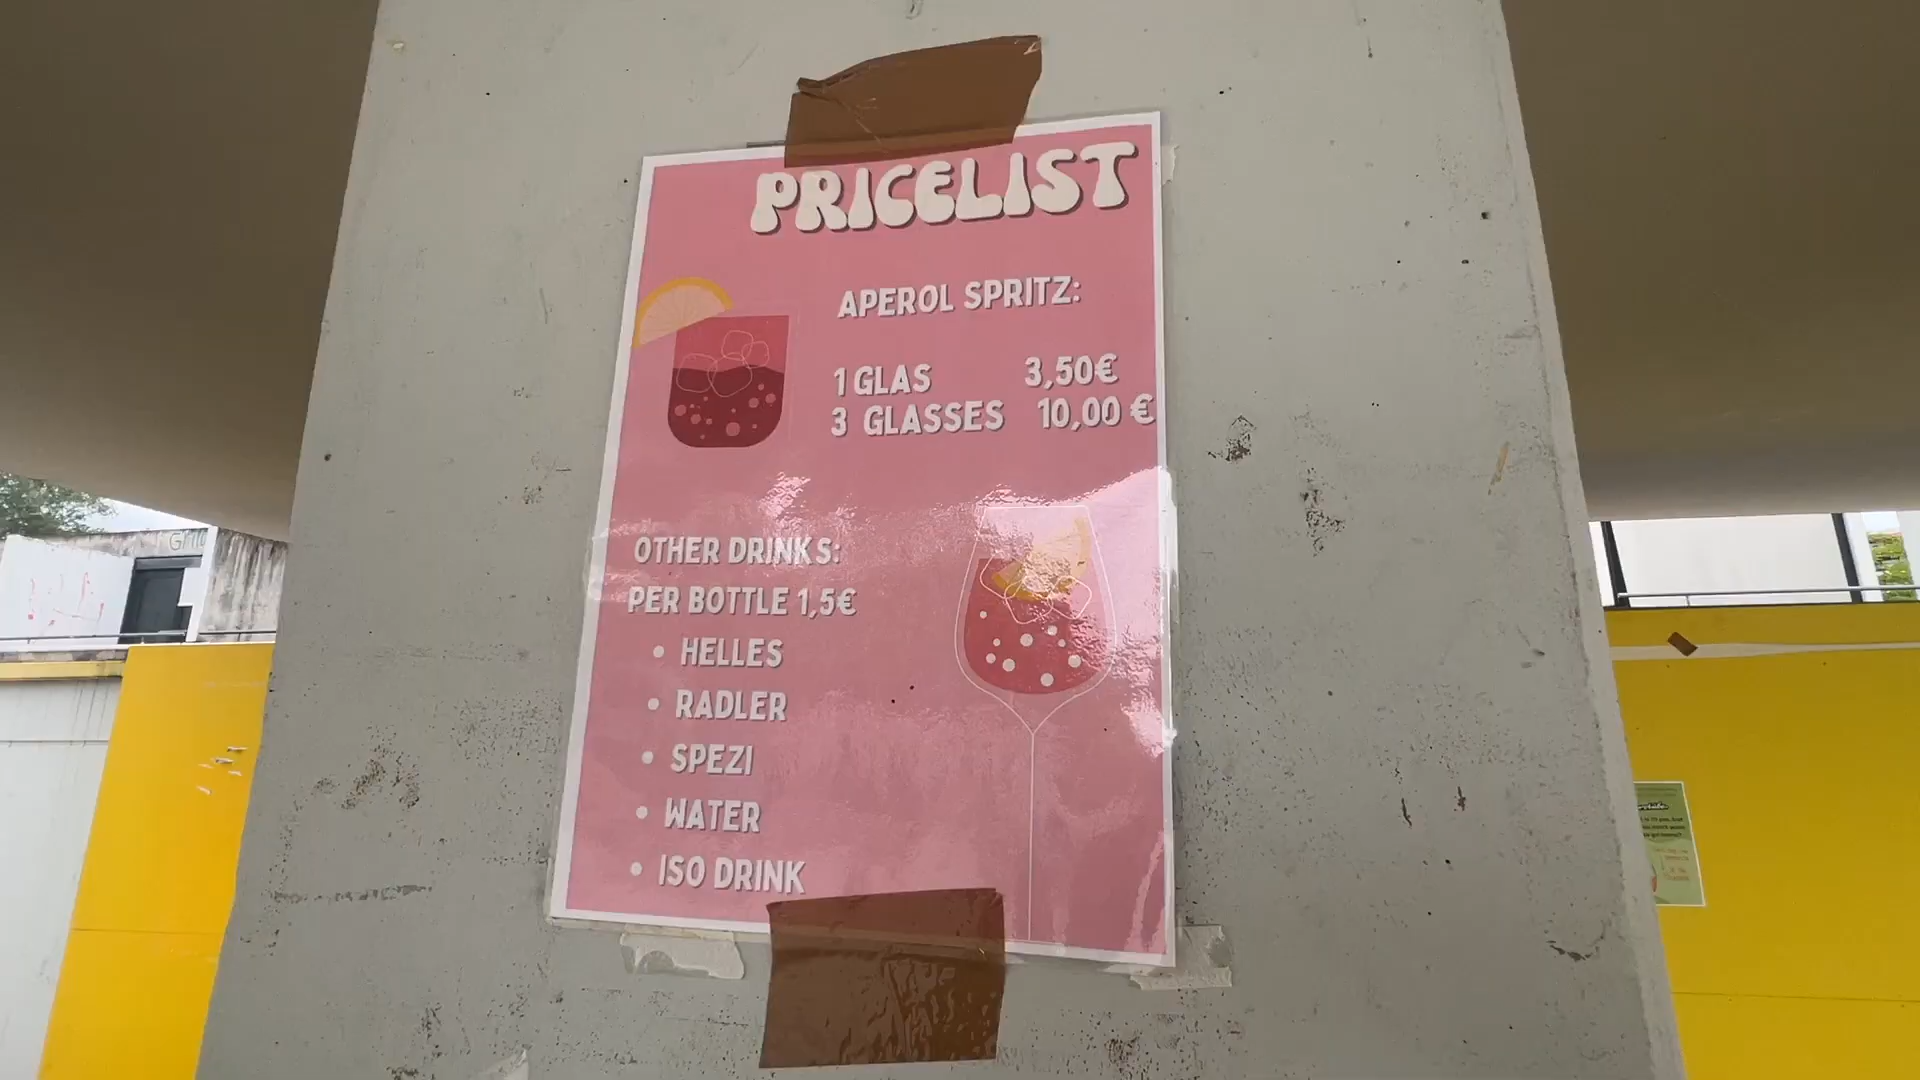 PRICELIST
APEROL SPRITZ:
1 GLAS 3,50€
3 GLASSES 10,00 €
OTHER DRINKS:
PER BOTTLE 1,5€
• HELLES
• RADLER
• SPEZI
• WATER
• ISO DRINK